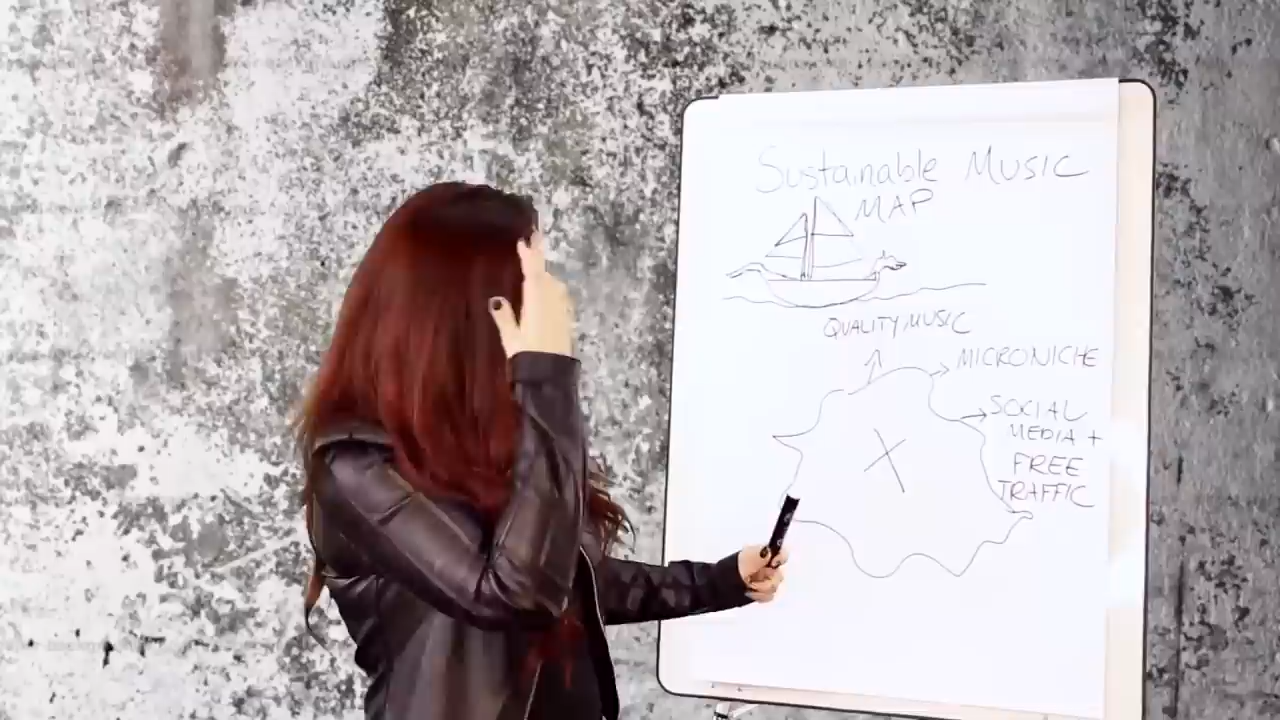 Sustainable Music
MAP
QUALITY MUSIC
MICRONICHE
SOCIAL
MEDIA +
FREE
TRAFFIC
X